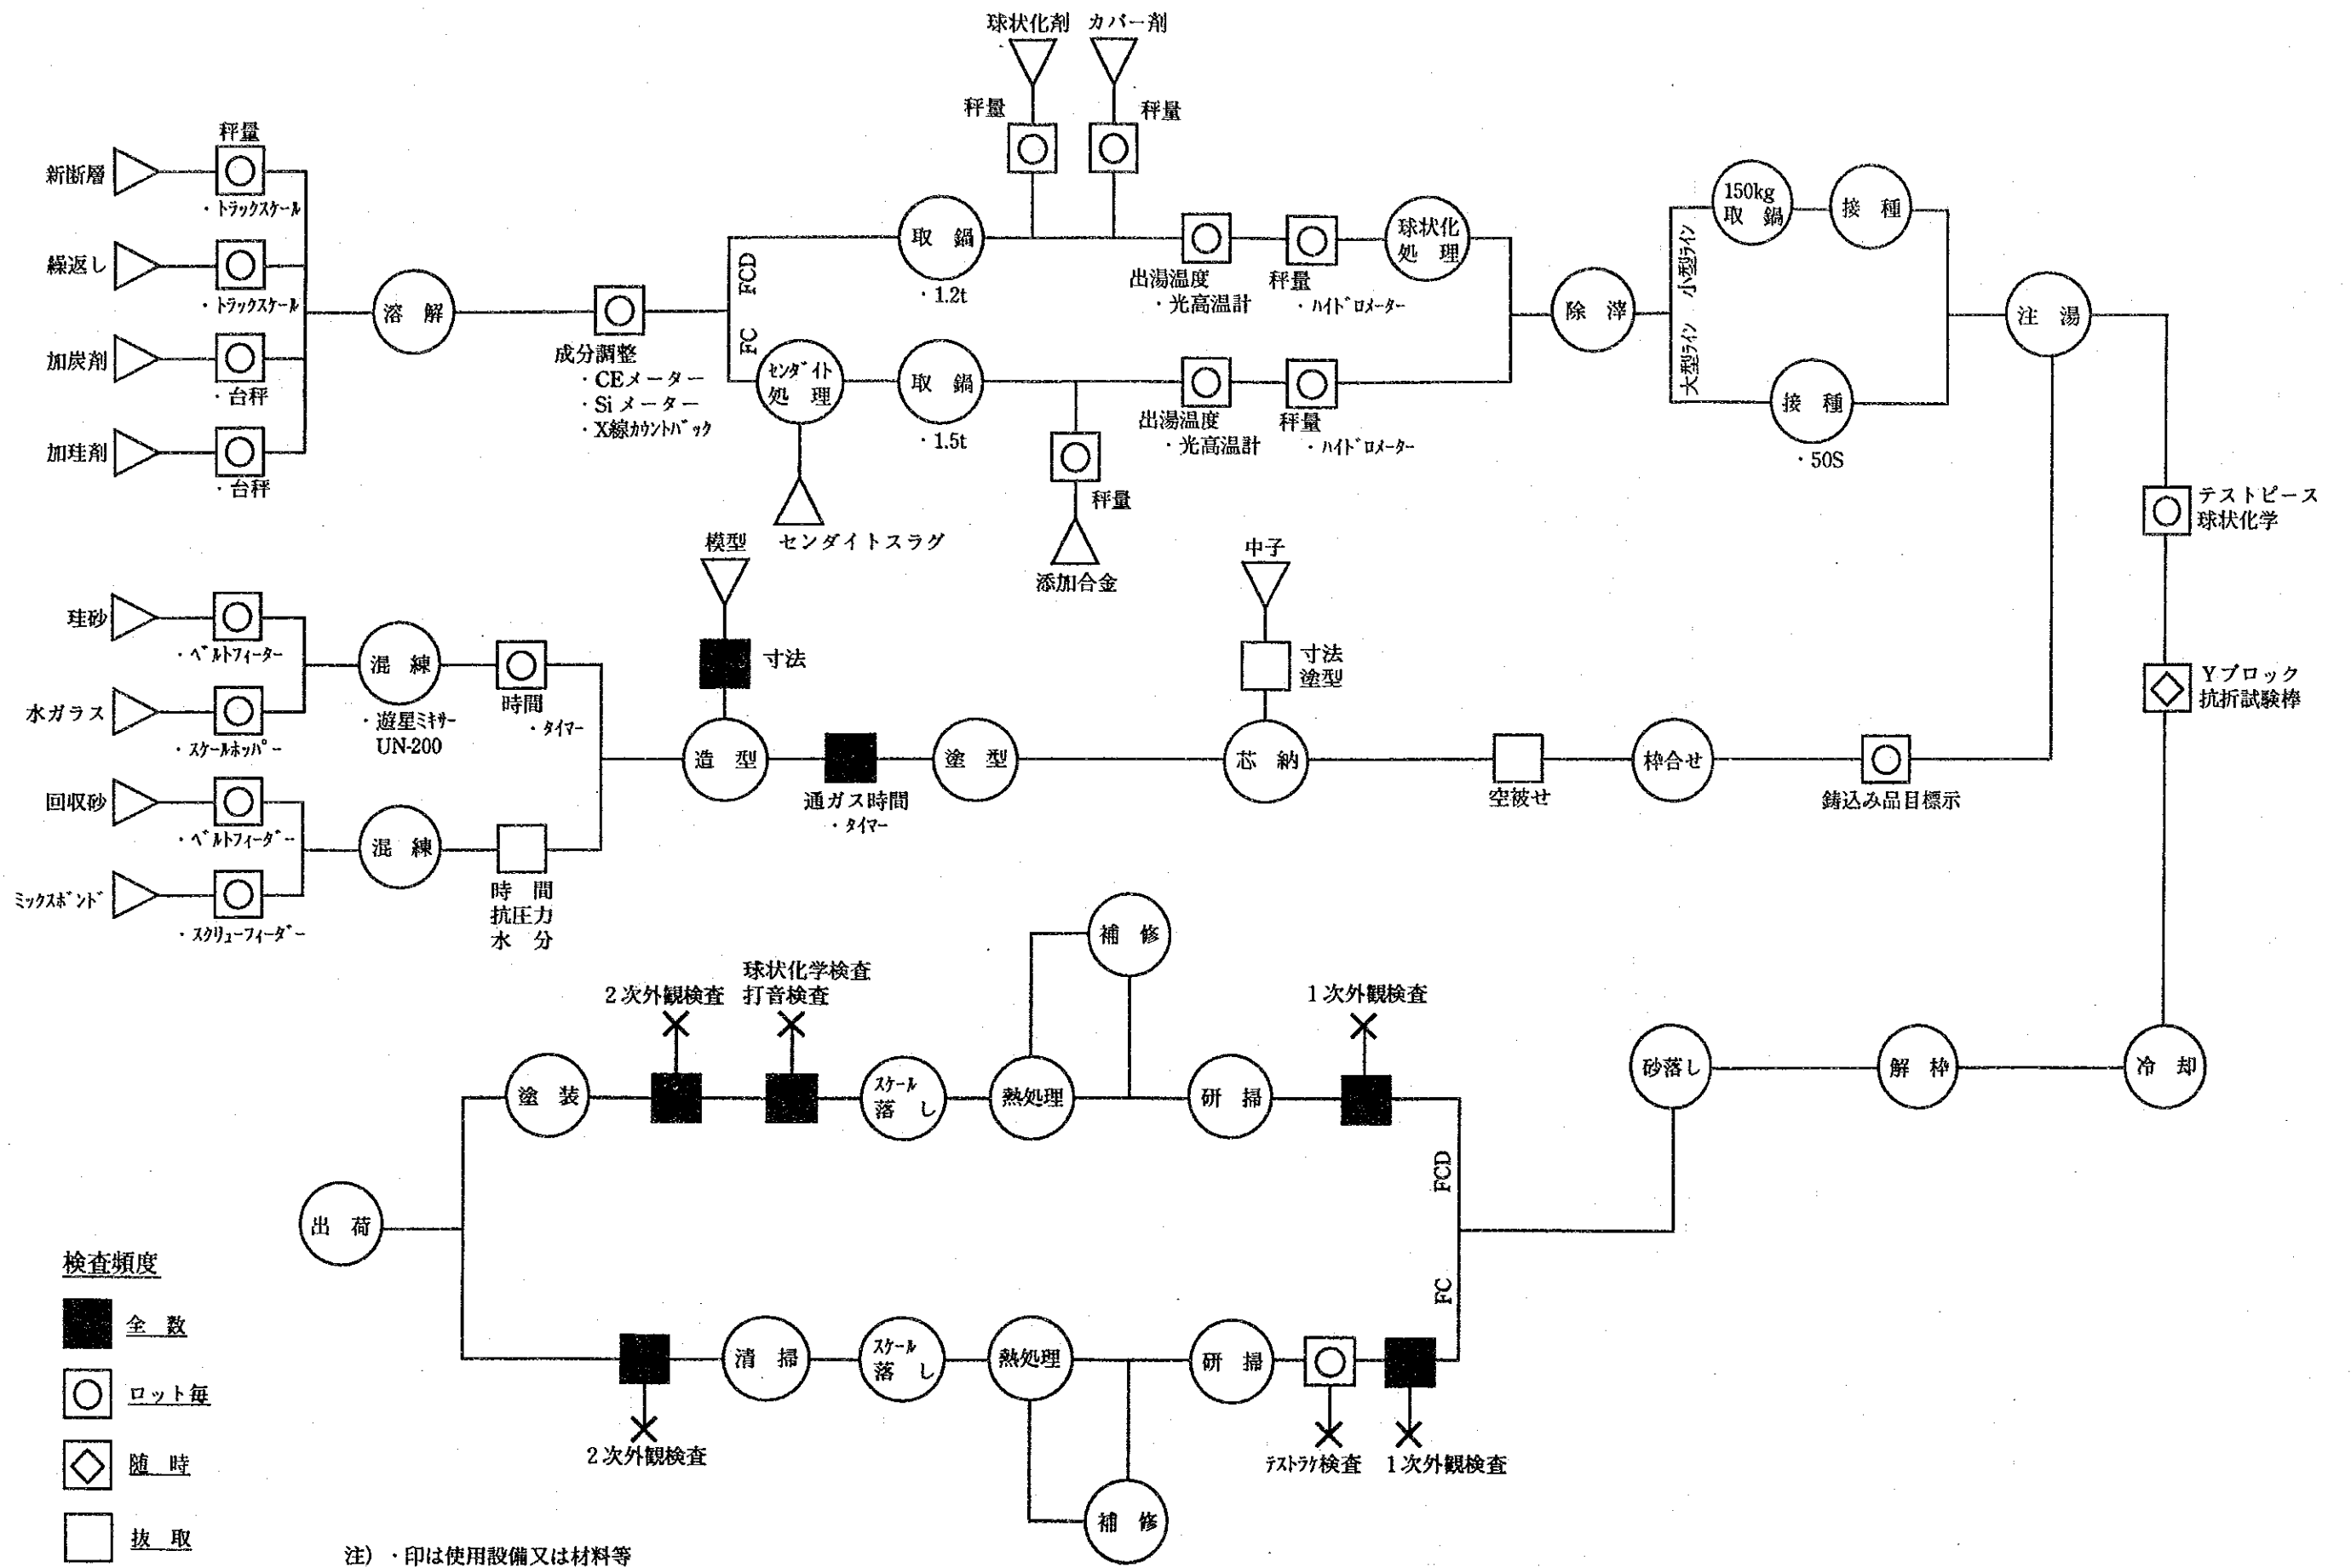 球状化剤 カバー剤
秤量
秤量
秤量
新断層
・トラックスケール
繰返し
・トラックスケール
加炭剤
・台秤
加珪剤
・台秤
溶 解
成分調整
・CEメーター
・Siメーター
・X線カウントバック
FCD
FC
取 鍋
・1.2t
センダイト
処 理
センダイトスラグ
取 鍋
・1.5t
秤量
添加合金
出湯温度
・光高温計
秤量
・ハイドロメーター
球状化
処 理
出湯温度
・光高温計
秤量
・ハイドロメーター
除 滓
小型ライン
大型ライン
150kg
取 鍋
接 種
接 種
・50S
注 湯
テストピース
球状化学
Yブロック
抗折試験棒
珪砂
・ベルトフィーター
水ガラス
・スケールホッパー
回収砂
・ベルトフィーダー
ミックスボンド
・スクリューフィーダー
混 練
・遊星ミキサー
UN-200
時間
・タイマー
混 練
時 間
抗圧力
水 分
模型
寸法
造 型
通ガス時間
・タイマー
塗 型
中子
寸法
塗型
芯 納
空被せ
枠合せ
鋳込み品目標示
冷 却
解 枠
砂落し
FCD
FC
1次外観検査
研 掃
補 修
熱処理
スケール
落 し
球状化学検査
打音検査
2次外観検査
塗 装
出 荷
1次外観検査
テストラケ検査
研 掃
補 修
熱処理
スケール
落 し
清 掃
2次外観検査
検査頻度
全 数
ロット毎
随 時
抜 取
注) ・印は使用設備又は材料等